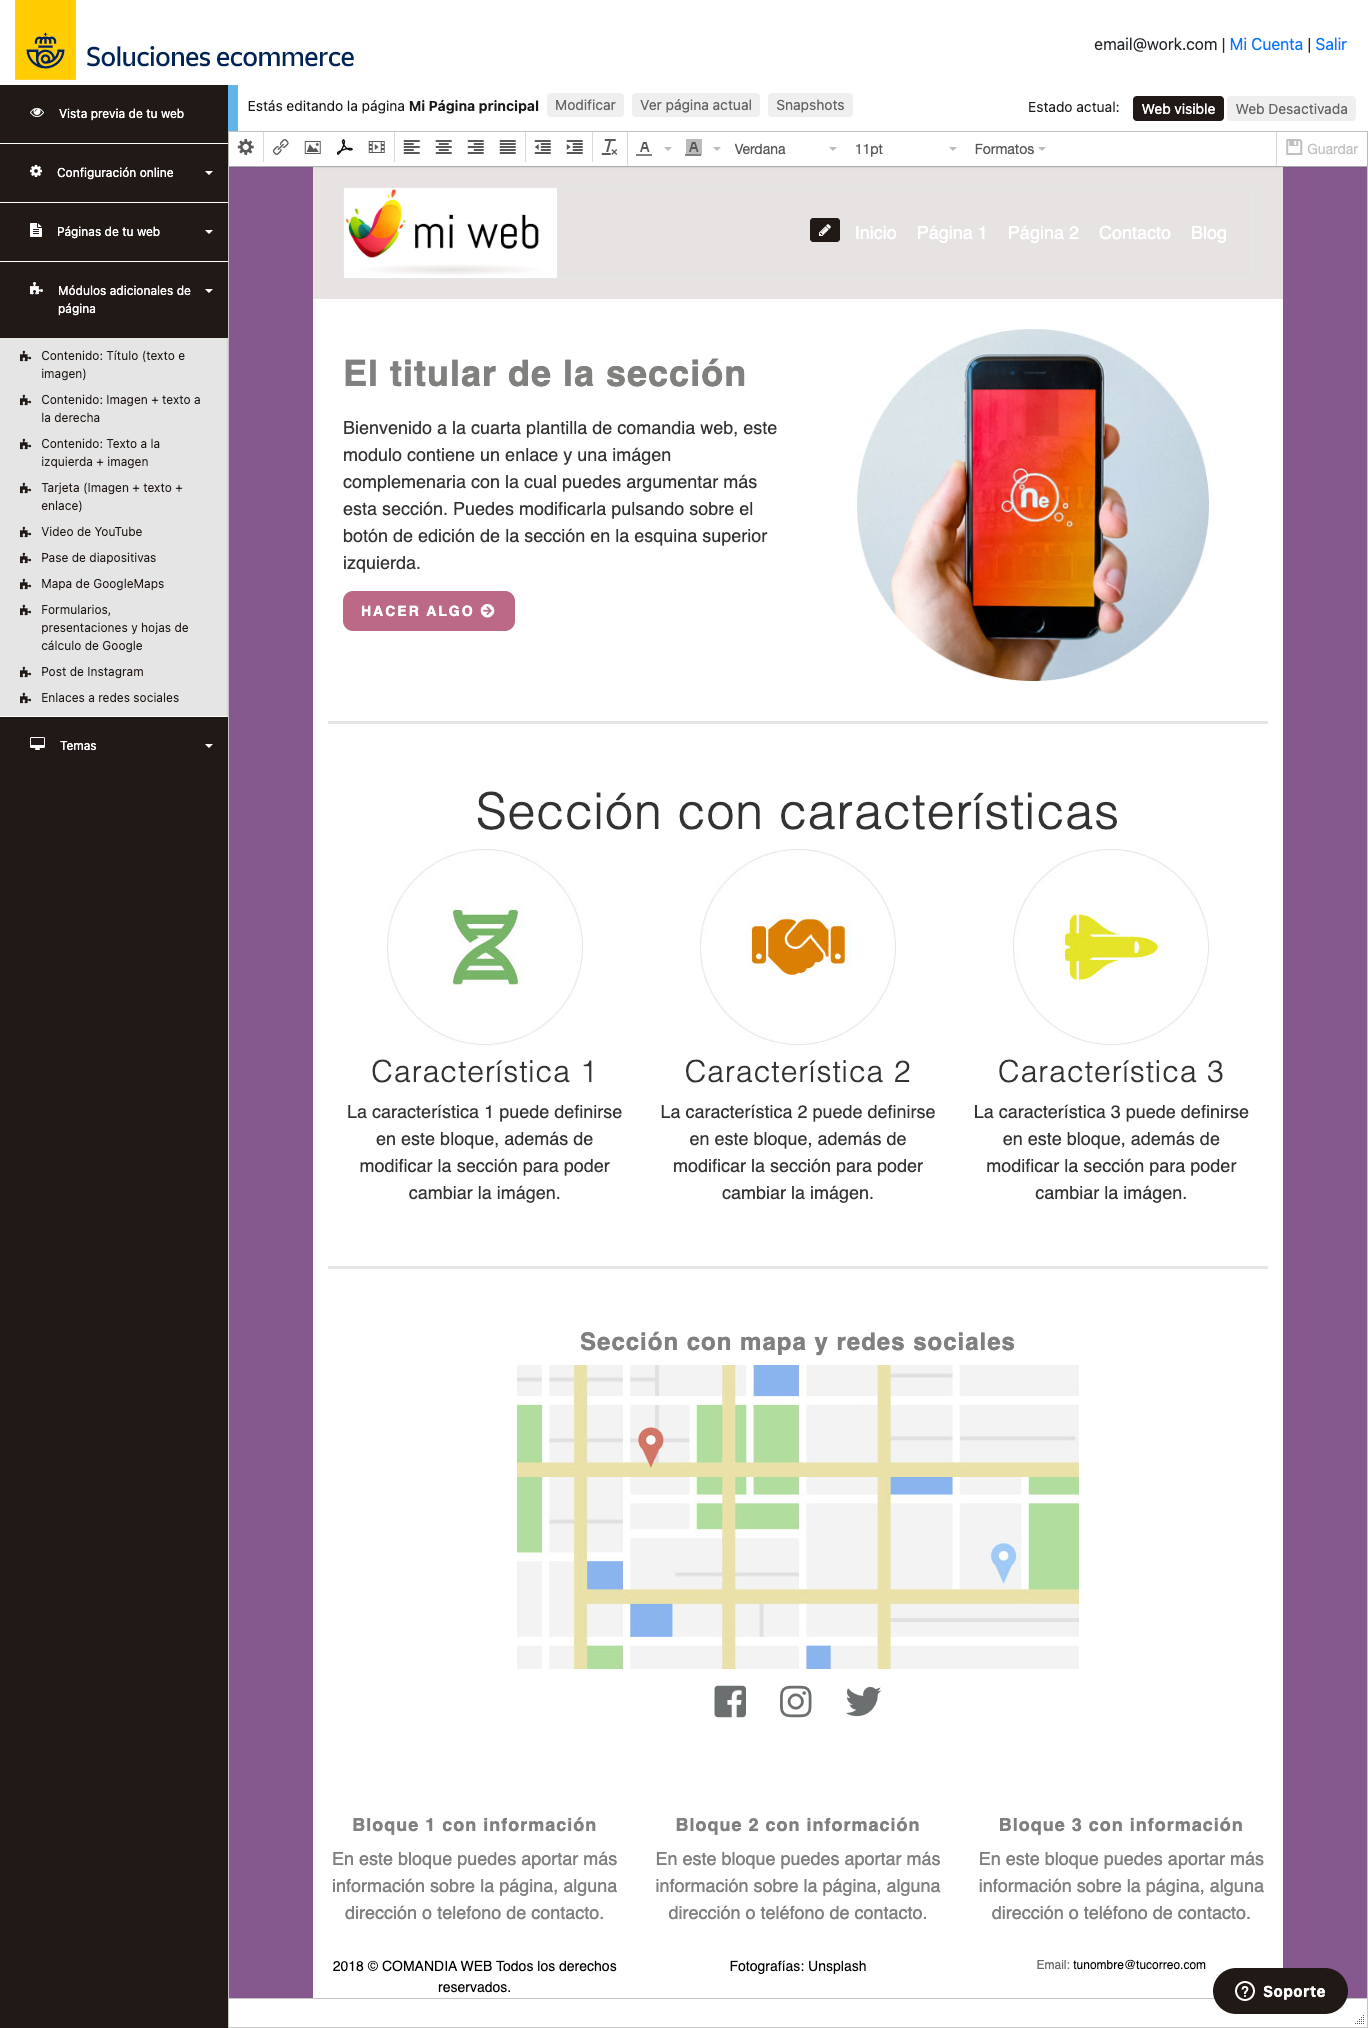 Soluciones ecommerce
email@work.com | Mi Cuenta | Salir
Vista previa de tu web
Configuración online
Páginas de tu web
Módulos adicionales de
página
Contenido: Título (texto e
imagen)
Contenido: Imagen + texto a
la derecha
Contenido: Texto a la
izquierda + imagen
Tarjeta (Imagen + texto +
enlace)
Video de YouTube
Pase de diapositivas
Mapa de GoogleMaps
Formularios,
presentaciones y hojas de
cálculo de Google
Post de Instagram
Enlaces a redes sociales
Temas
Estás editando la página Mi Página principal Modificar Ver página actual Snapshots
Estado actual: Web visible Web Desactivada
A A Verdana 11pt Formatos Guardar
mi web
Inicio Página 1 Página 2 Contacto Blog
El titular de la sección
Bienvenido a la cuarta plantilla de comandia web, este
modulo contiene un enlace y una imágen
complemenaria con la cual puedes argumentar más
esta sección. Puedes modificarla pulsando sobre el
botón de edición de la sección en la esquina superior
izquierda.
HACER ALGO
ne
Sección con características
Característica 1
La característica 1 puede definirse
en este bloque, además de
modificar la sección para poder
cambiar la imágen.
Característica 2
La característica 2 puede definirse
en este bloque, además de
modificar la sección para poder
cambiar la imágen.
Característica 3
La característica 3 puede definirse
en este bloque, además de
modificar la sección para poder
cambiar la imágen.
Sección con mapa y redes sociales
Bloque 1 con información
En este bloque puedes aportar más
información sobre la página, alguna
dirección o telefono de contacto.
Bloque 2 con información
En este bloque puedes aportar más
información sobre la página, alguna
dirección o teléfono de contacto.
Bloque 3 con información
En este bloque puedes aportar más
información sobre la página, alguna
dirección o teléfono de contacto.
2018 © COMANDIA WEB Todos los derechos
reservados.
Fotografías: Unsplash
Email: tunombre@tucorreo.com
Soporte